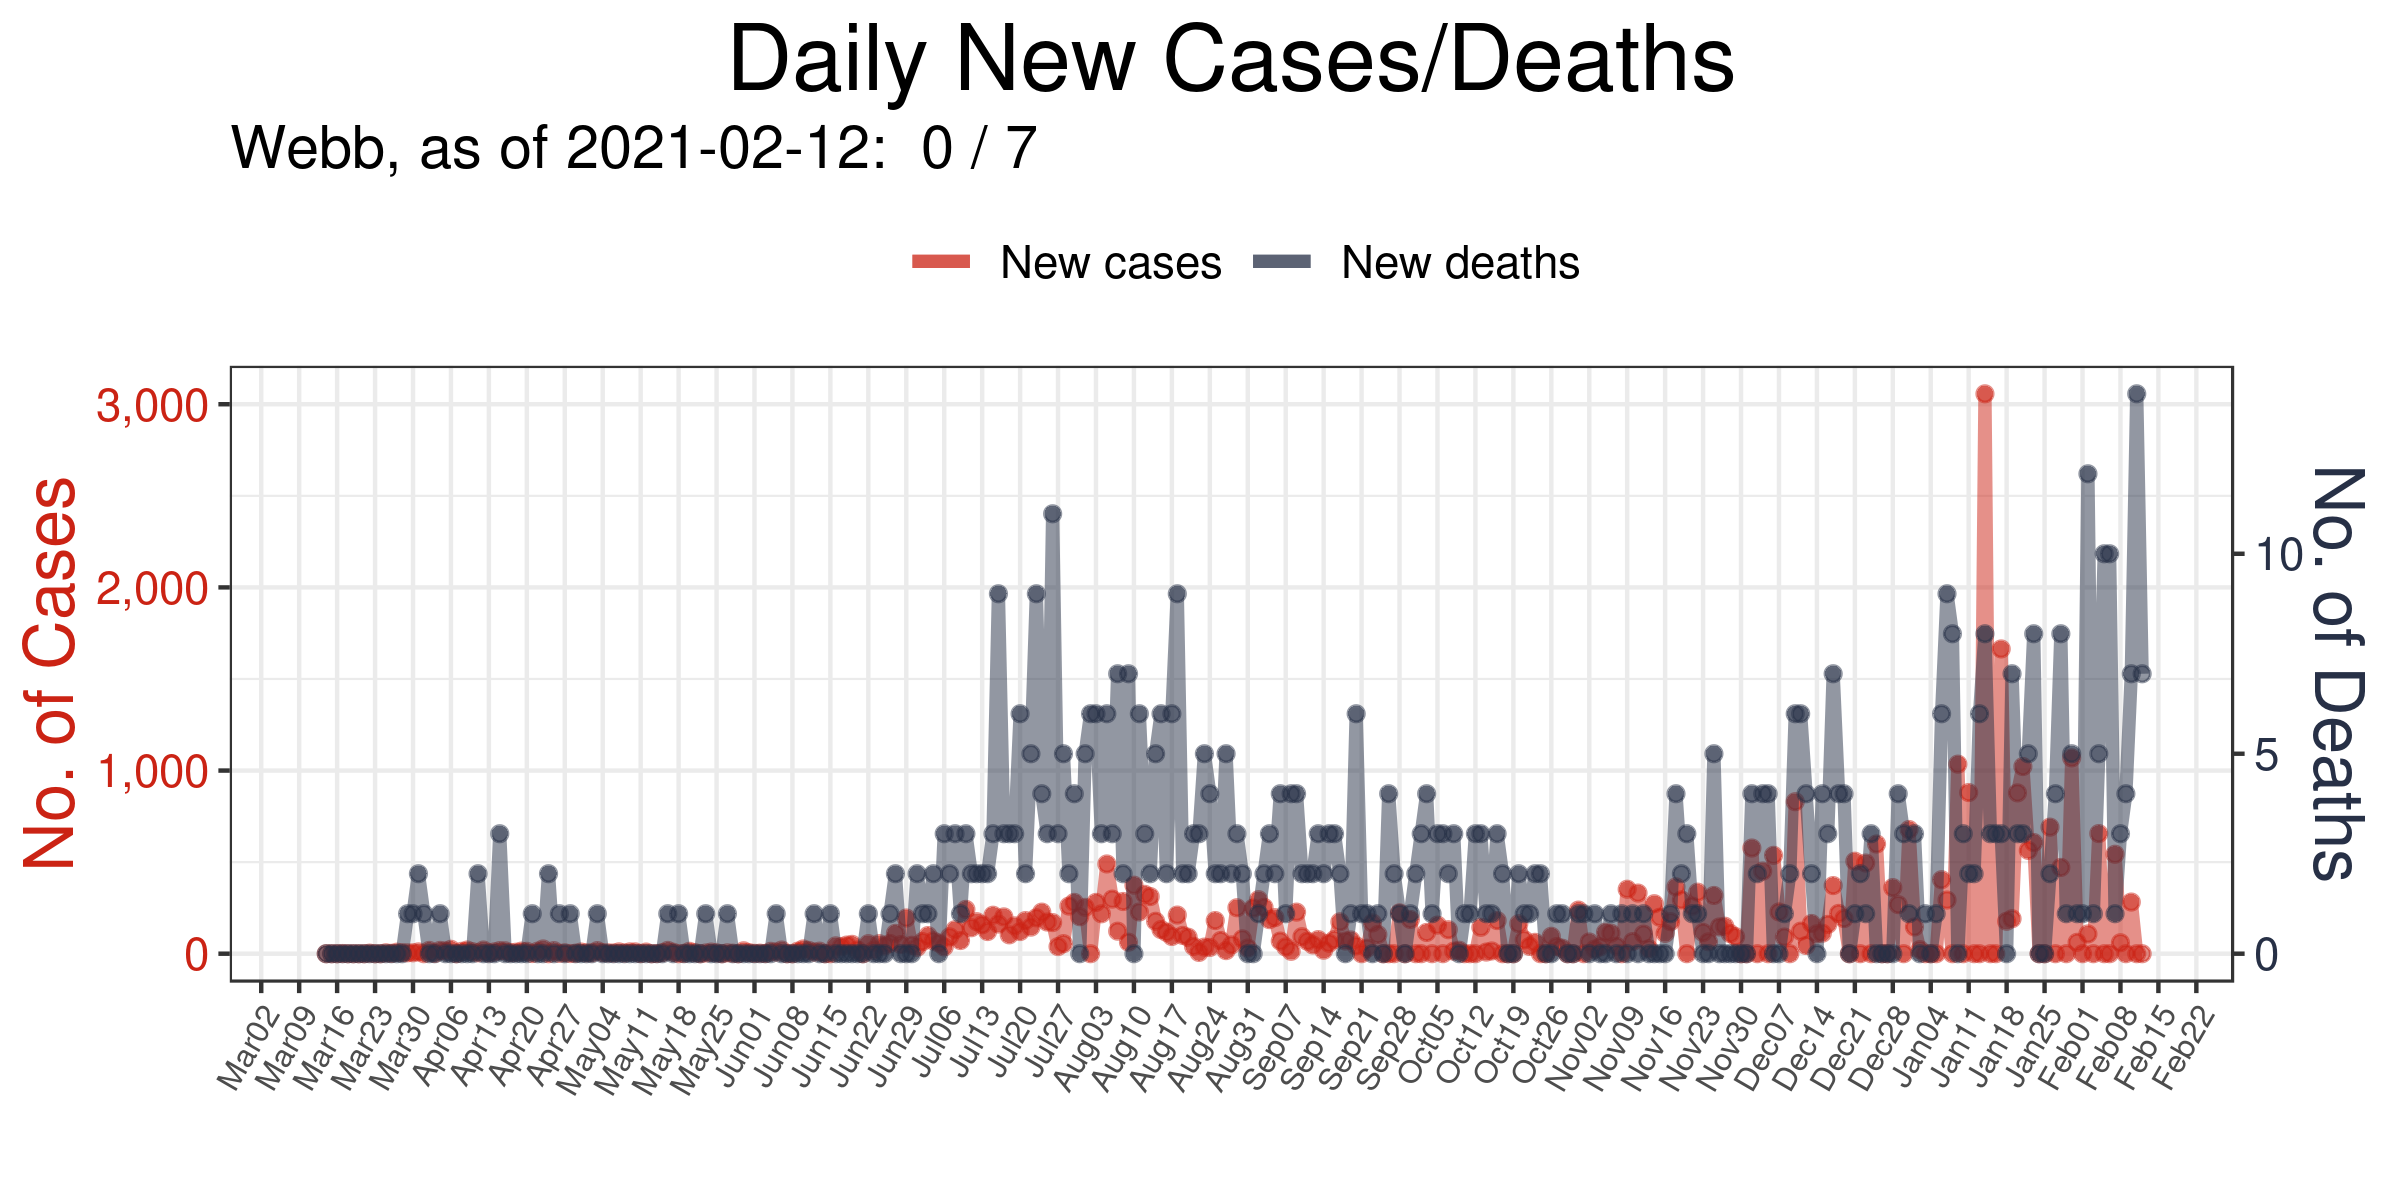 Daily New Cases/Deaths
Webb, as of 2021-02-12:  0 / 7
New cases New deaths
No. of Cases
3,000
2,000
1,000
0
10
5
0
No. of Deaths
Mar02 Mar09 Mar16 Mar23 Mar30 Apr06 Apr13 Apr20 Apr27 May04 May11 May18 May25 Jun01 Jun08 Jun15 Jun22 Jun29 Jul06 Jul13 Jul20 Jul27 Aug03 Aug10 Aug17 Aug24 Aug31 Sep07 Sep14 Sep21 Sep28 Oct05 Oct12 Oct19 Oct26 Nov02 Nov09 Nov16 Nov23 Nov30 Dec07 Dec14 Dec21 Dec28 Jan04 Jan11 Jan18 Jan25 Feb01 Feb08 Feb15 Feb22